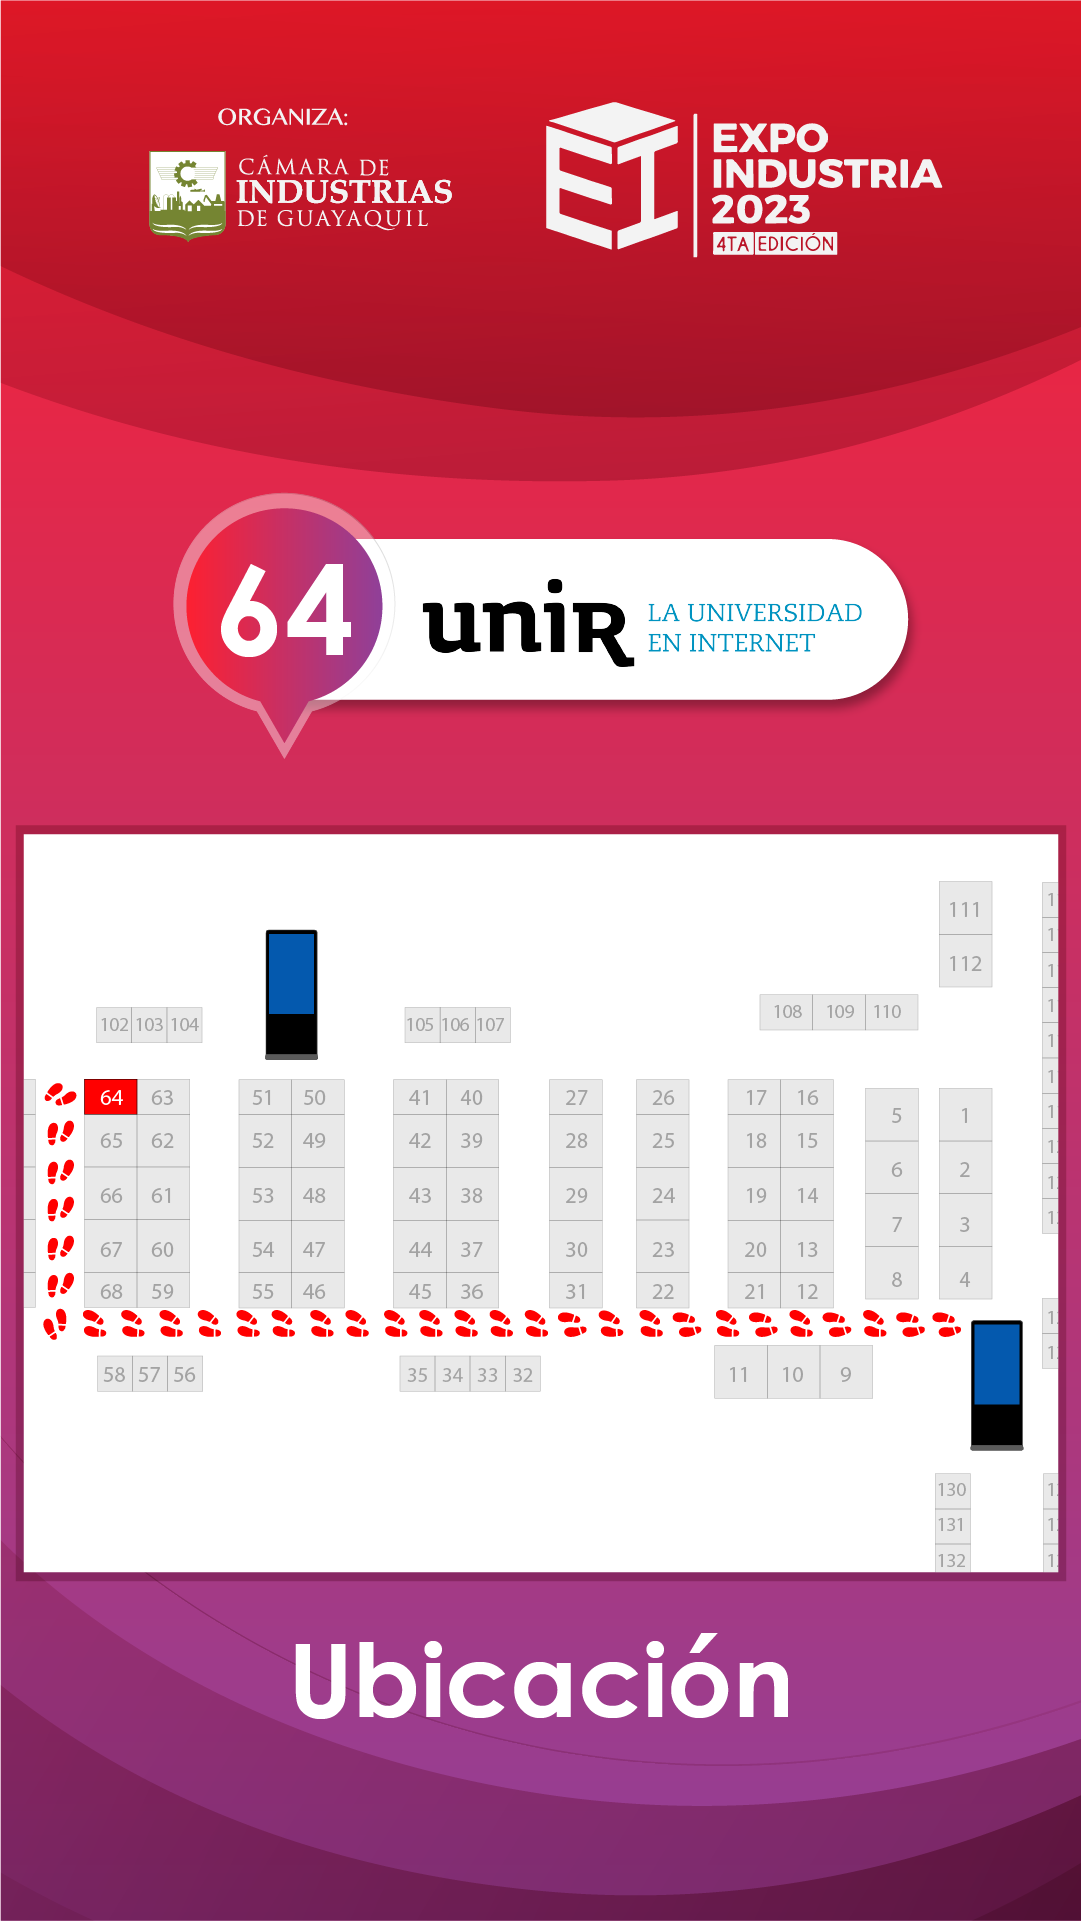 ORGANIZA:
CÁMARA DE
INDUSTRIAS
DE GUAYAQUIL
EXPO
INDUSTRIA
2023
4TA EDICIÓN
64
unir
LA UNIVERSIDAD
EN INTERNET
111
112
102 103 104
105 106 107
108 109 110
64 63 51 50 41 40 27 26 17 16
5 1
65 62 52 49 42 39 28 25 18 15
6 2
66 61 53 48 43 38 29 24 19 14
7 3
67 60 54 47 44 37 30 23 20 13
8 4
68 59 55 46 45 36 31 22 21 12
58 57 56
35 34 33 32
11 10 9
130
131
132
Ubicación